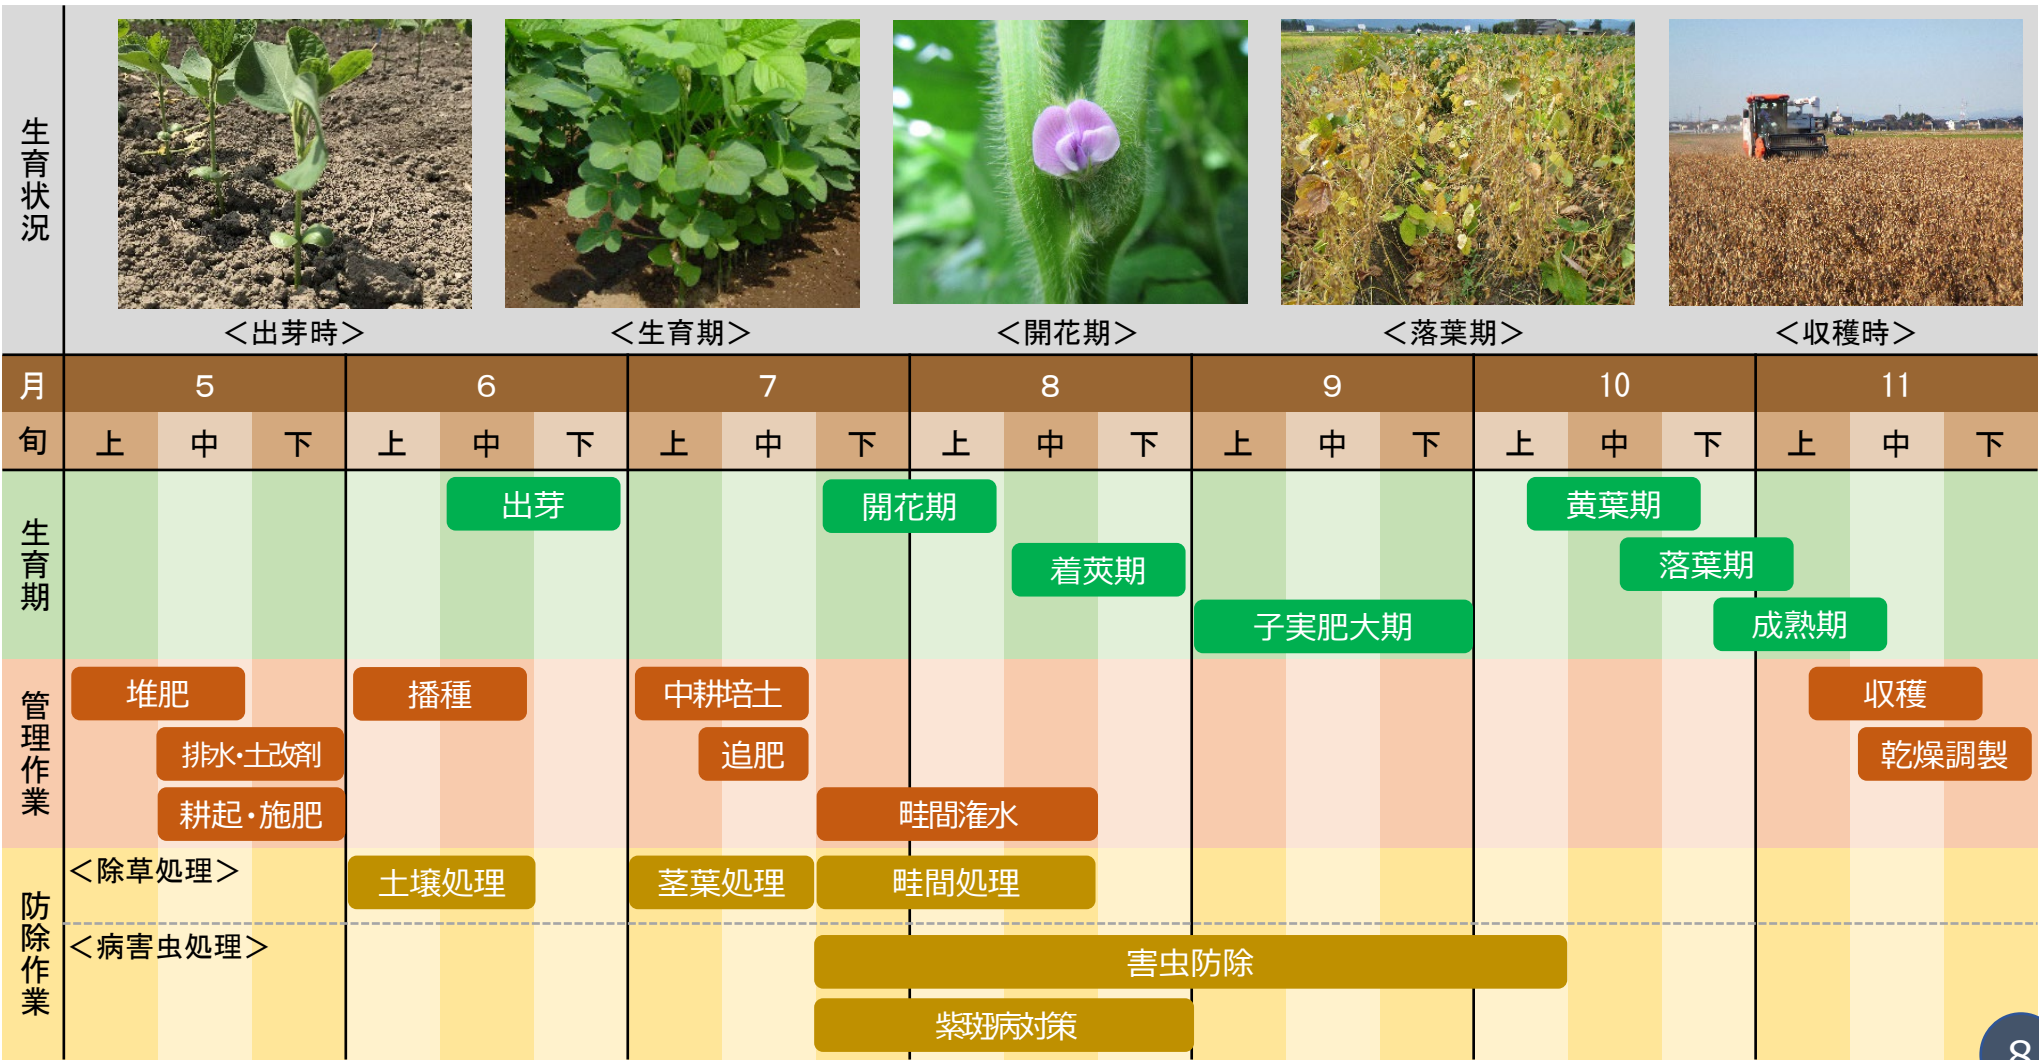 生育状況
＜出芽時＞
＜生育期＞
＜開花期＞
＜落葉期＞
＜収穫時＞
月 5 6 7 8 9 10 11
旬 上 中 下 上 中 下 上 中 下 上 中 下 上 中 下 上 中 下 上 中 下
生育期
出芽
開花期
黄葉期
着莢期
落葉期
子実肥大期
成熟期
管理作業
堆肥
播種
中耕培土
収穫
排水・土改剤
追肥
乾燥調製
耕起・施肥
畦間潅水
防除作業
＜除草処理＞
土壌処理
茎葉処理
畦間処理
＜病害虫処理＞
害虫防除
紫斑病対策
8